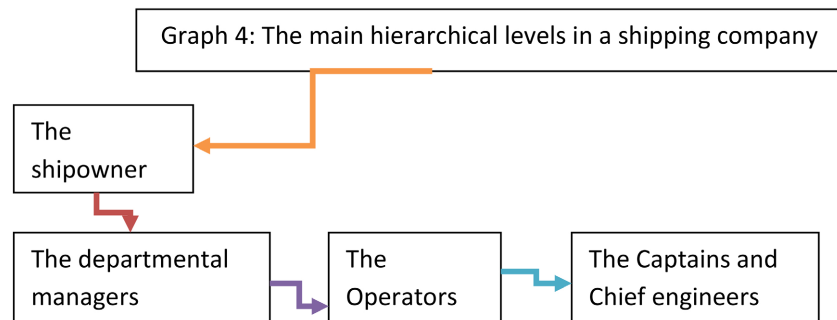 Graph 4: The main hierarchical levels in a shipping company
The
shipowner
The departmental
managers
The
Operators
The Captains and
Chief engineers